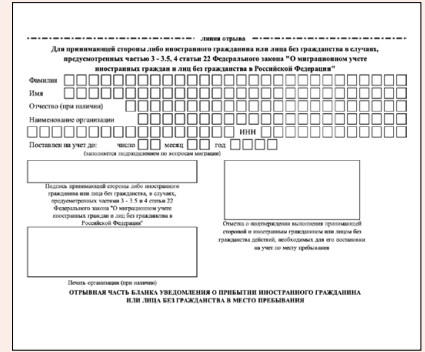 линия отрыва
Для принимающей стороны либо иностранного гражданина или лица без гражданства в случаях,
предусмотренных частью 3 - 3.5, 4 статьи 22 Федерального закона "О миграционном учете
иностранных граждан и лиц без гражданства в Российской Федерации"
Фамилия
Имя
Отчество (при наличии)
Наименование организации
ИНН
Поставлен на учет до: число месяц год
(заполняется подразделением по вопросам миграции)
Подпись принимающей стороны либо иностранного
гражданина или лица без гражданства, в случаях,
предусмотренных частями 3 - 3.5 и 4 статьи 22
Федерального закона "О миграционном учете
иностранных граждан и лиц без гражданства в
Российской Федерации"
Отметка о подтверждении выполнения принимающей
стороной и иностранным гражданином или лицом без
гражданства действий, необходимых для его постановки
на учет по месту пребывания
Печать организации (при наличии)
ОТРЫВНАЯ ЧАСТЬ БЛАНКА УВЕДОМЛЕНИЯ О ПРИБЫТИИ ИНОСТРАННОГО ГРАЖДАНИНА
ИЛИ ЛИЦА БЕЗ ГРАЖДАНСТВА В МЕСТО ПРЕБЫВАНИЯ